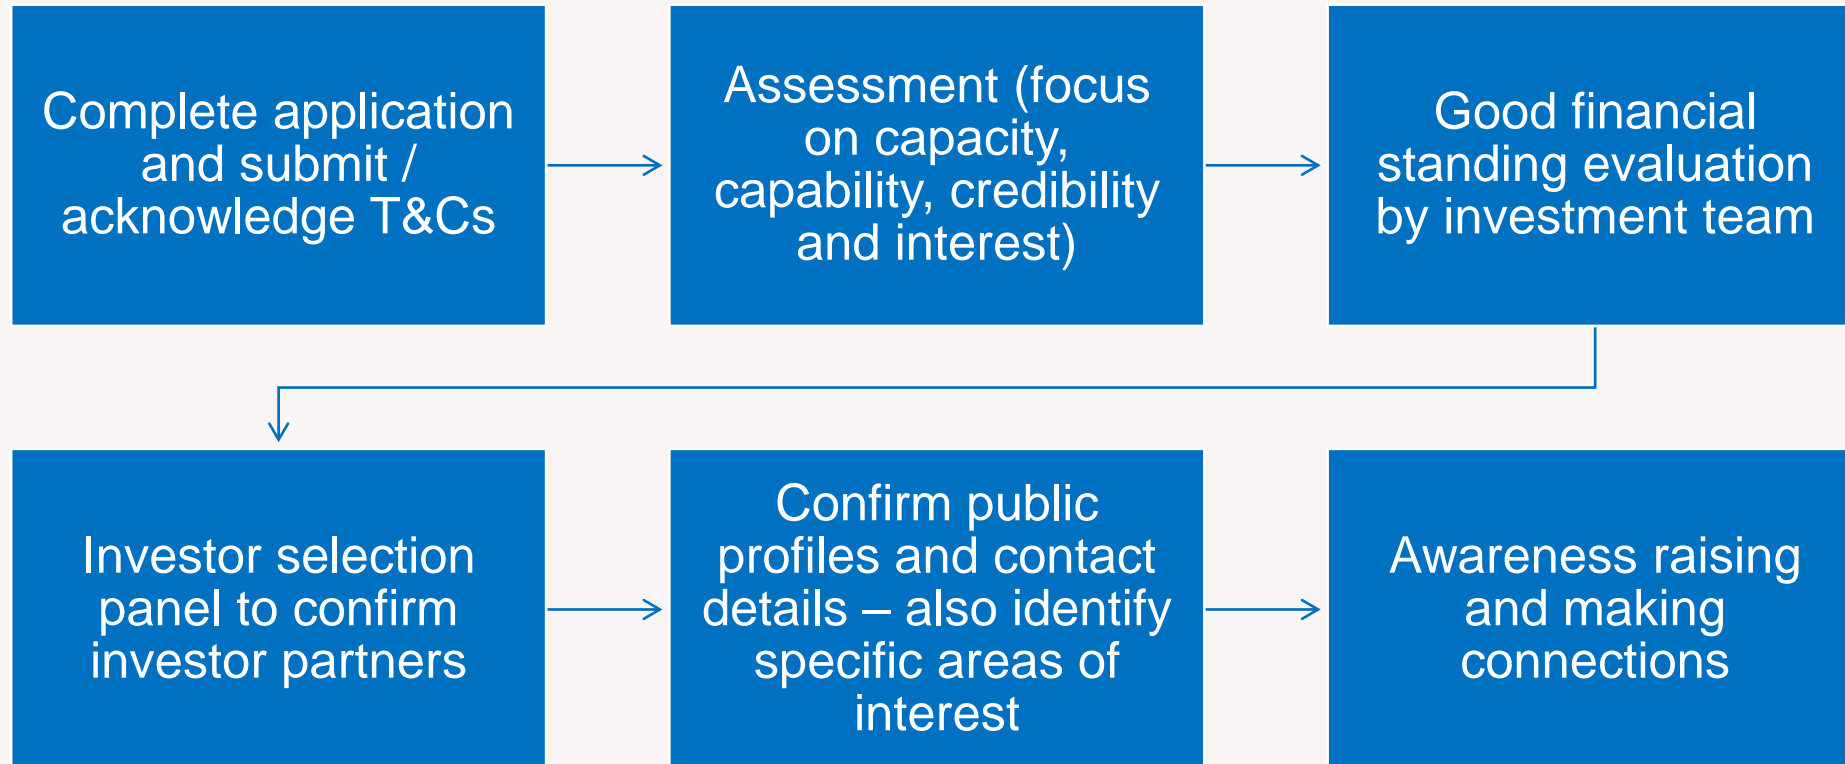 Complete application
and submit /
acknowledge T&Cs
Assessment (focus
on capacity,
capability, credibility
and interest)
Good financial
standing evaluation
by investment team
Investor selection
panel to confirm
investor partners
Confirm public
profiles and contact
details – also identify
specific areas of
interest
Awareness raising
and making
connections